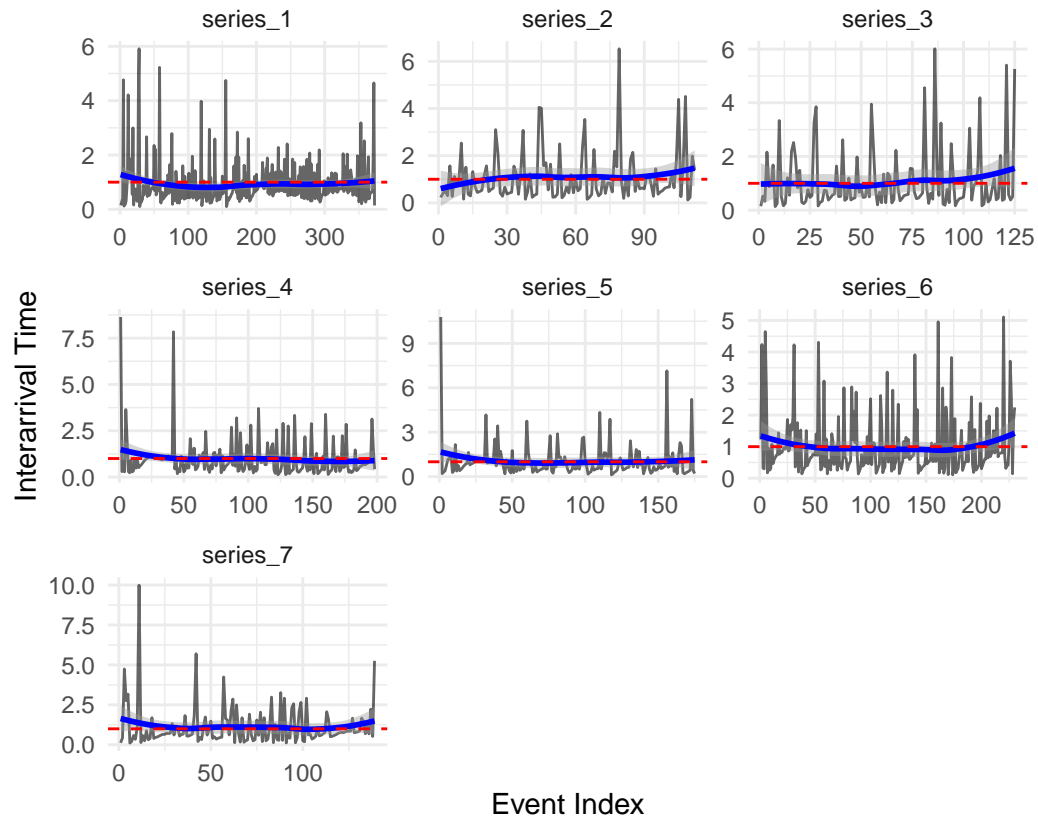 series_1 series_2 series_3
6
4
2
0
0 100 200 300
6
4
2
0
0 30 60 90
6
4
2
0
0 25 50 75 100 125
series_4 series_5 series_6
7.5
5.0
2.5
0.0
0 50 100 150 200
9
6
3
0
0 50 100 150
5
4
3
2
1
0
0 50 100 150 200
series_7
10.0
7.5
5.0
2.5
0.0
0 50 100
Interarrival Time
Event Index